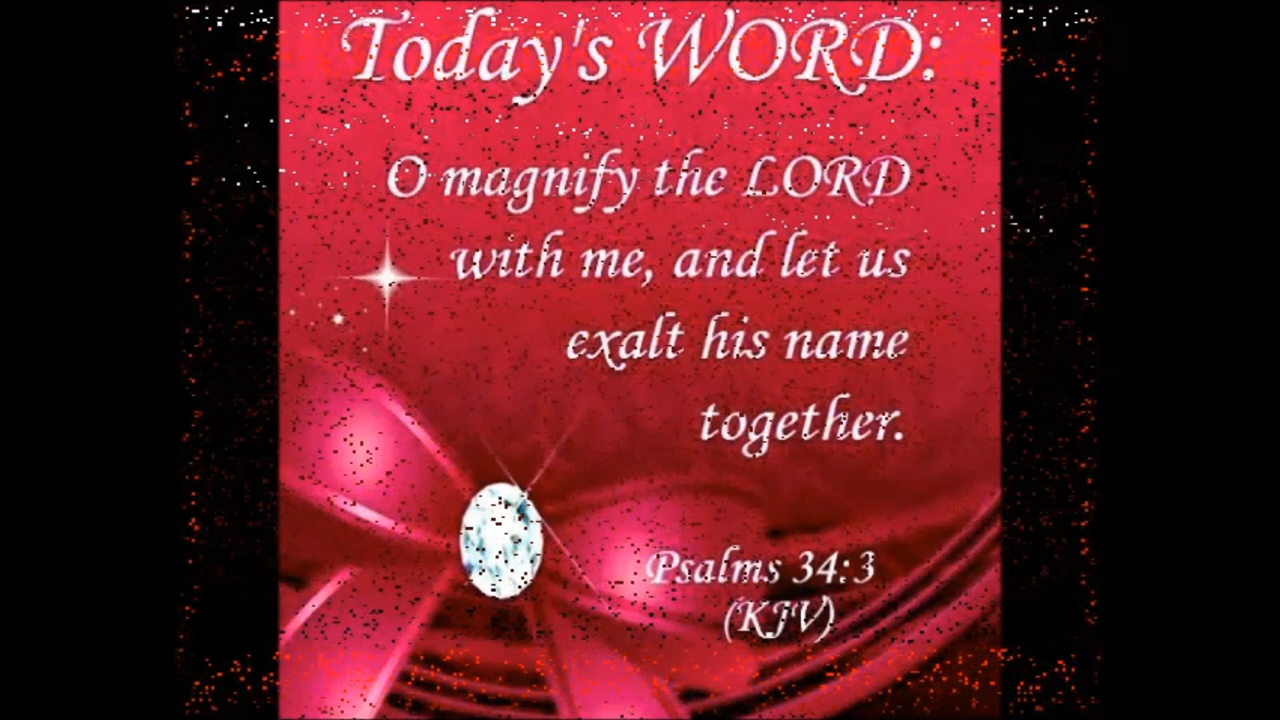 Today's WORD:
O magnify the LORD
with me, and let us
exalt his name
together.
Psalms 34:3
(KJV)